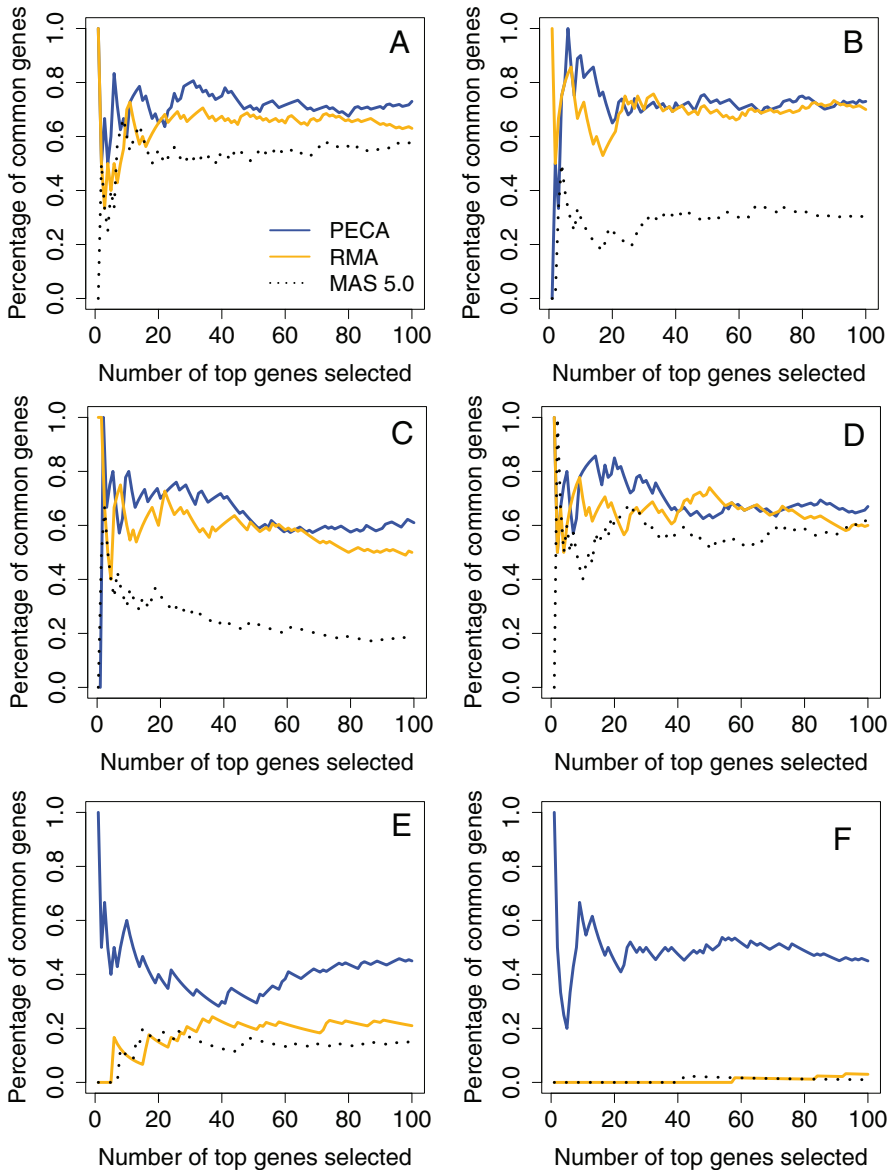 A
Percentage of common genes
0.0 0.2 0.4 0.6 0.8 1.0
PECA
RMA
MAS 5.0
0 20 40 60 80 100
Number of top genes selected
B
Percentage of common genes
0.0 0.2 0.4 0.6 0.8 1.0
0 20 40 60 80 100
Number of top genes selected
C
Percentage of common genes
0.0 0.2 0.4 0.6 0.8 1.0
0 20 40 60 80 100
Number of top genes selected
D
Percentage of common genes
0.0 0.2 0.4 0.6 0.8 1.0
0 20 40 60 80 100
Number of top genes selected
E
Percentage of common genes
0.0 0.2 0.4 0.6 0.8 1.0
0 20 40 60 80 100
Number of top genes selected
F
Percentage of common genes
0.0 0.2 0.4 0.6 0.8 1.0
0 20 40 60 80 100
Number of top genes selected